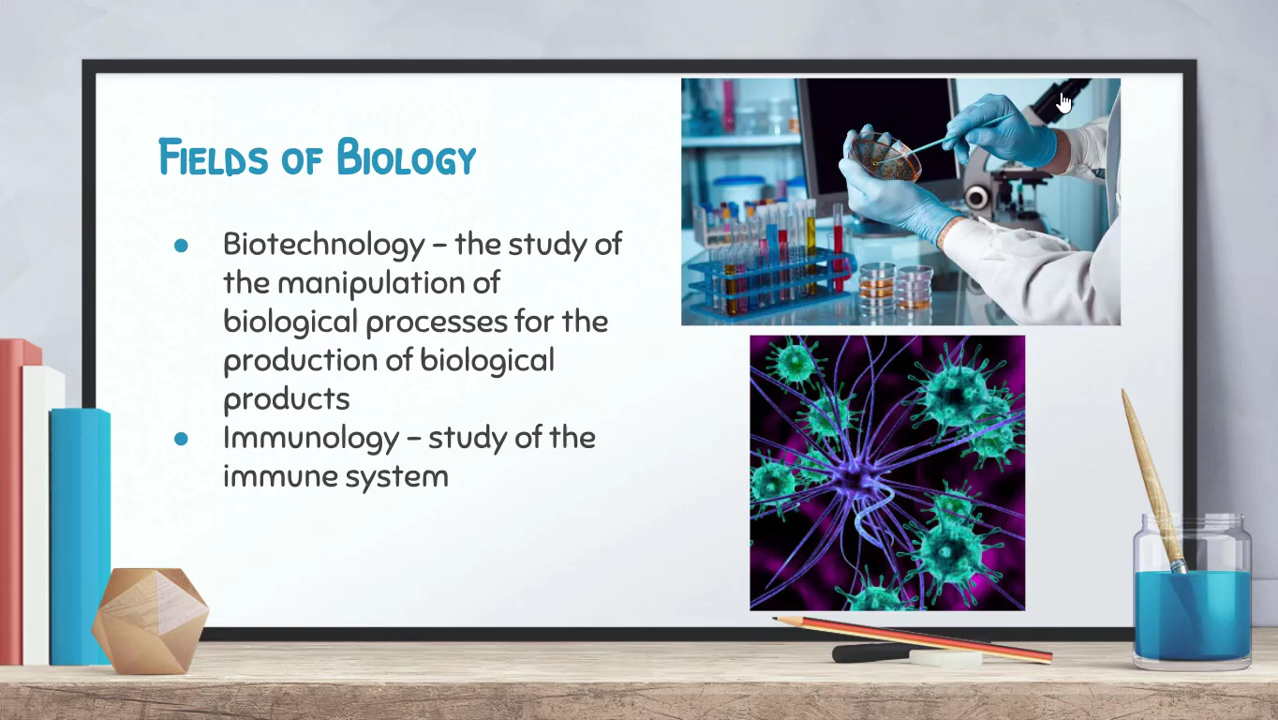 Fields of Biology
Biotechnology – the study of
the manipulation of
biological processes for the
production of biological
products
Immunology – study of the
immune system